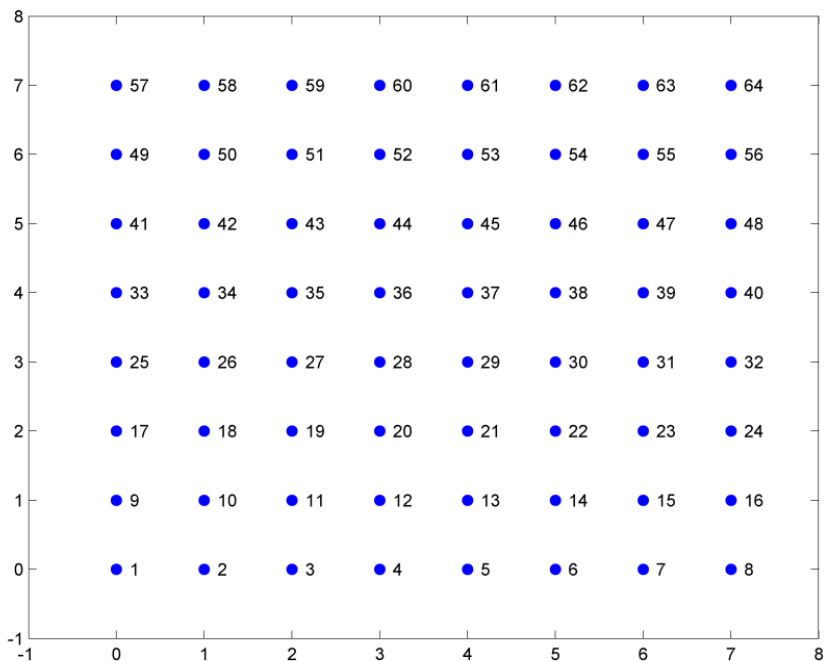 8
7 57 58 59 60 61 62 63 64
6 49 50 51 52 53 54 55 56
5 41 42 43 44 45 46 47 48
4 33 34 35 36 37 38 39 40
3 25 26 27 28 29 30 31 32
2 17 18 19 20 21 22 23 24
1 9 10 11 12 13 14 15 16
0 1 2 3 4 5 6 7 8
-1
-1 0 1 2 3 4 5 6 7 8